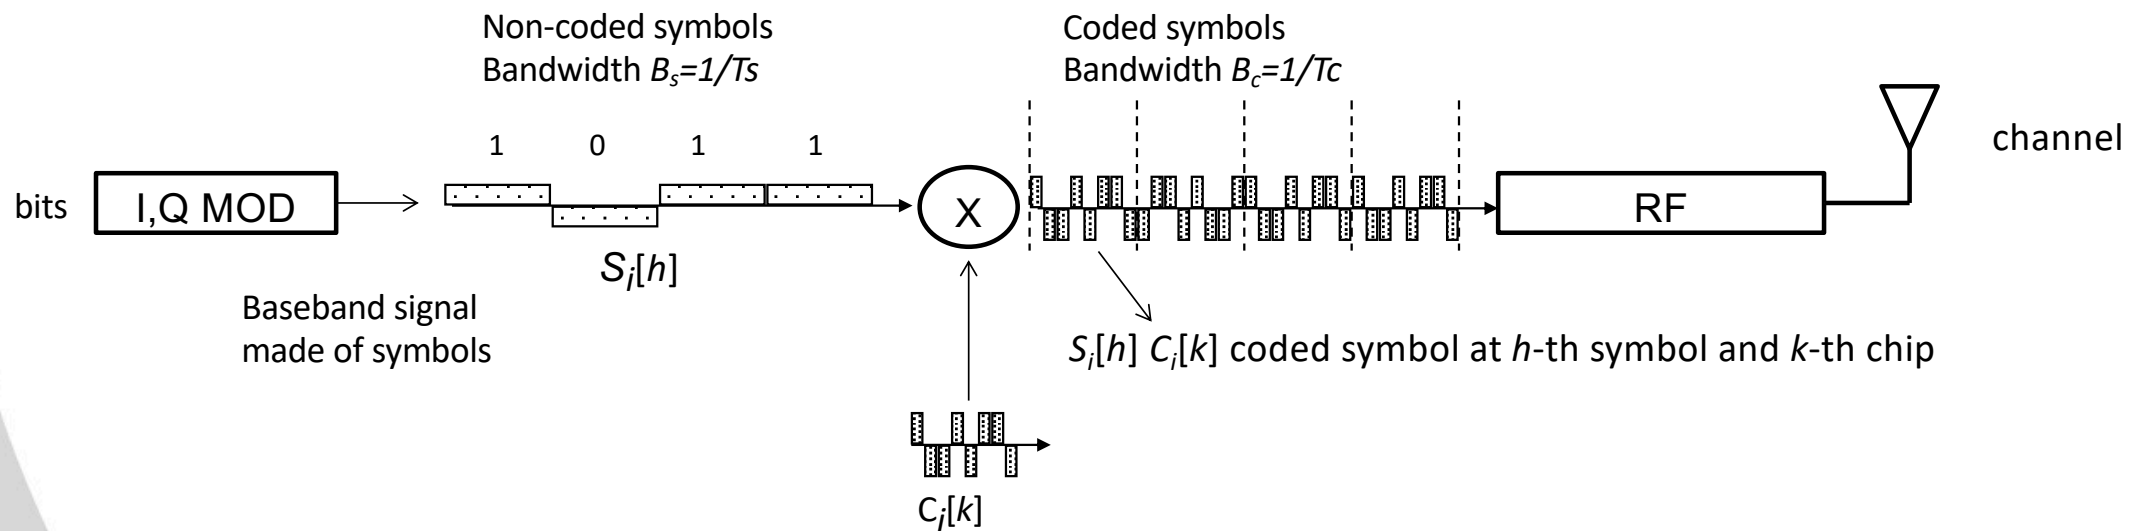 Non-coded symbols
Bandwidth Bs=1/Ts
Coded symbols
Bandwidth Bc=1/Tc
1 0 1 1
channel
bits
I,Q MOD
X
RF
Si[h]
Baseband signal
made of symbols
Si[h] Ci[k] coded symbol at h-th symbol and k-th chip
Ci[k]